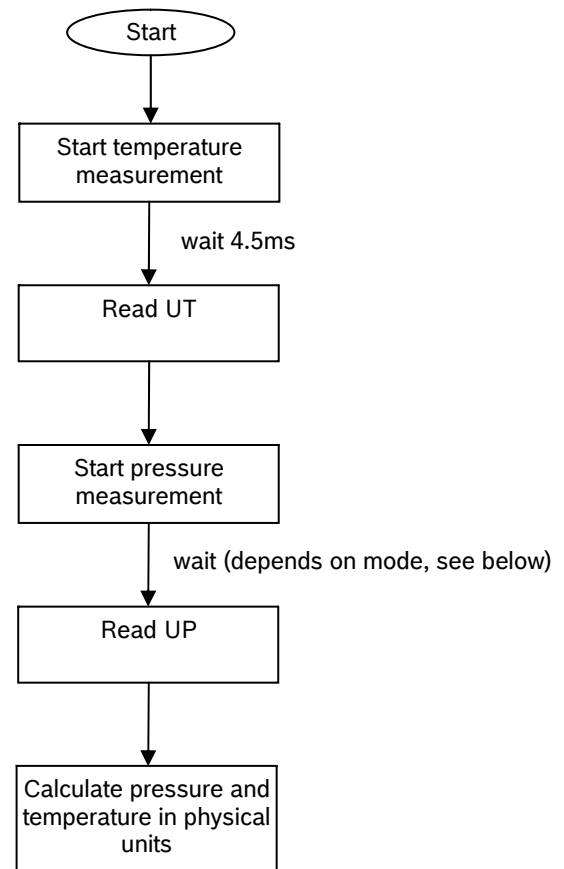 Start
Start temperature
measurement
wait 4.5ms
Read UT
Start pressure
measurement
wait (depends on mode, see below)
Read UP
Calculate pressure and
temperature in physical
units